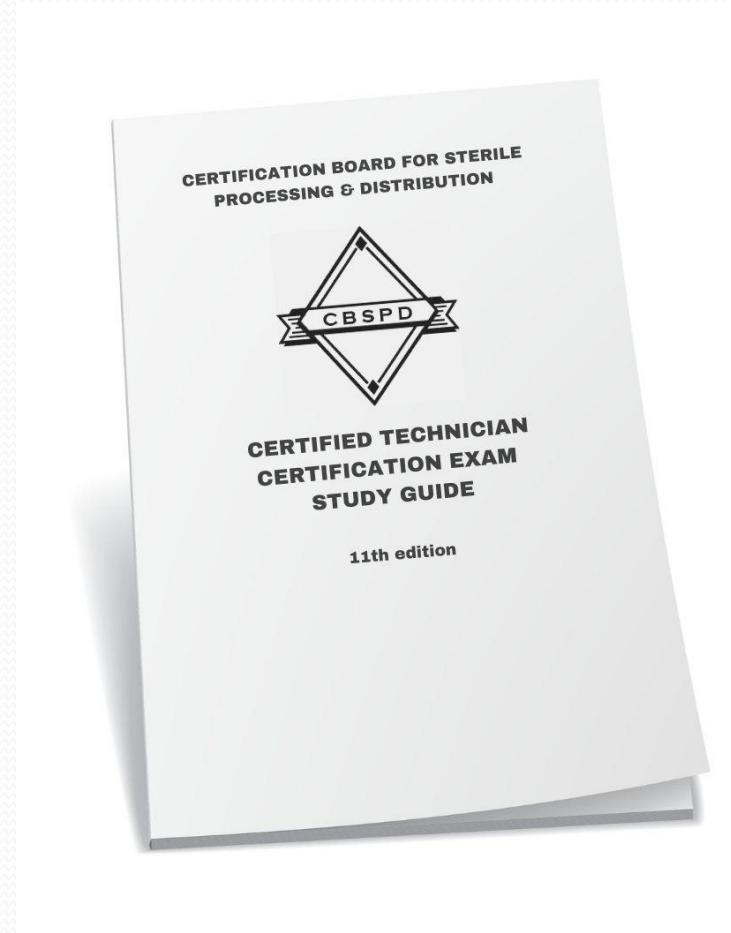 CERTIFICATION BOARD FOR STERILE
PROCESSING & DISTRIBUTION
CBSPD
CERTIFIED TECHNICIAN
CERTIFICATION EXAM
STUDY GUIDE
11th edition